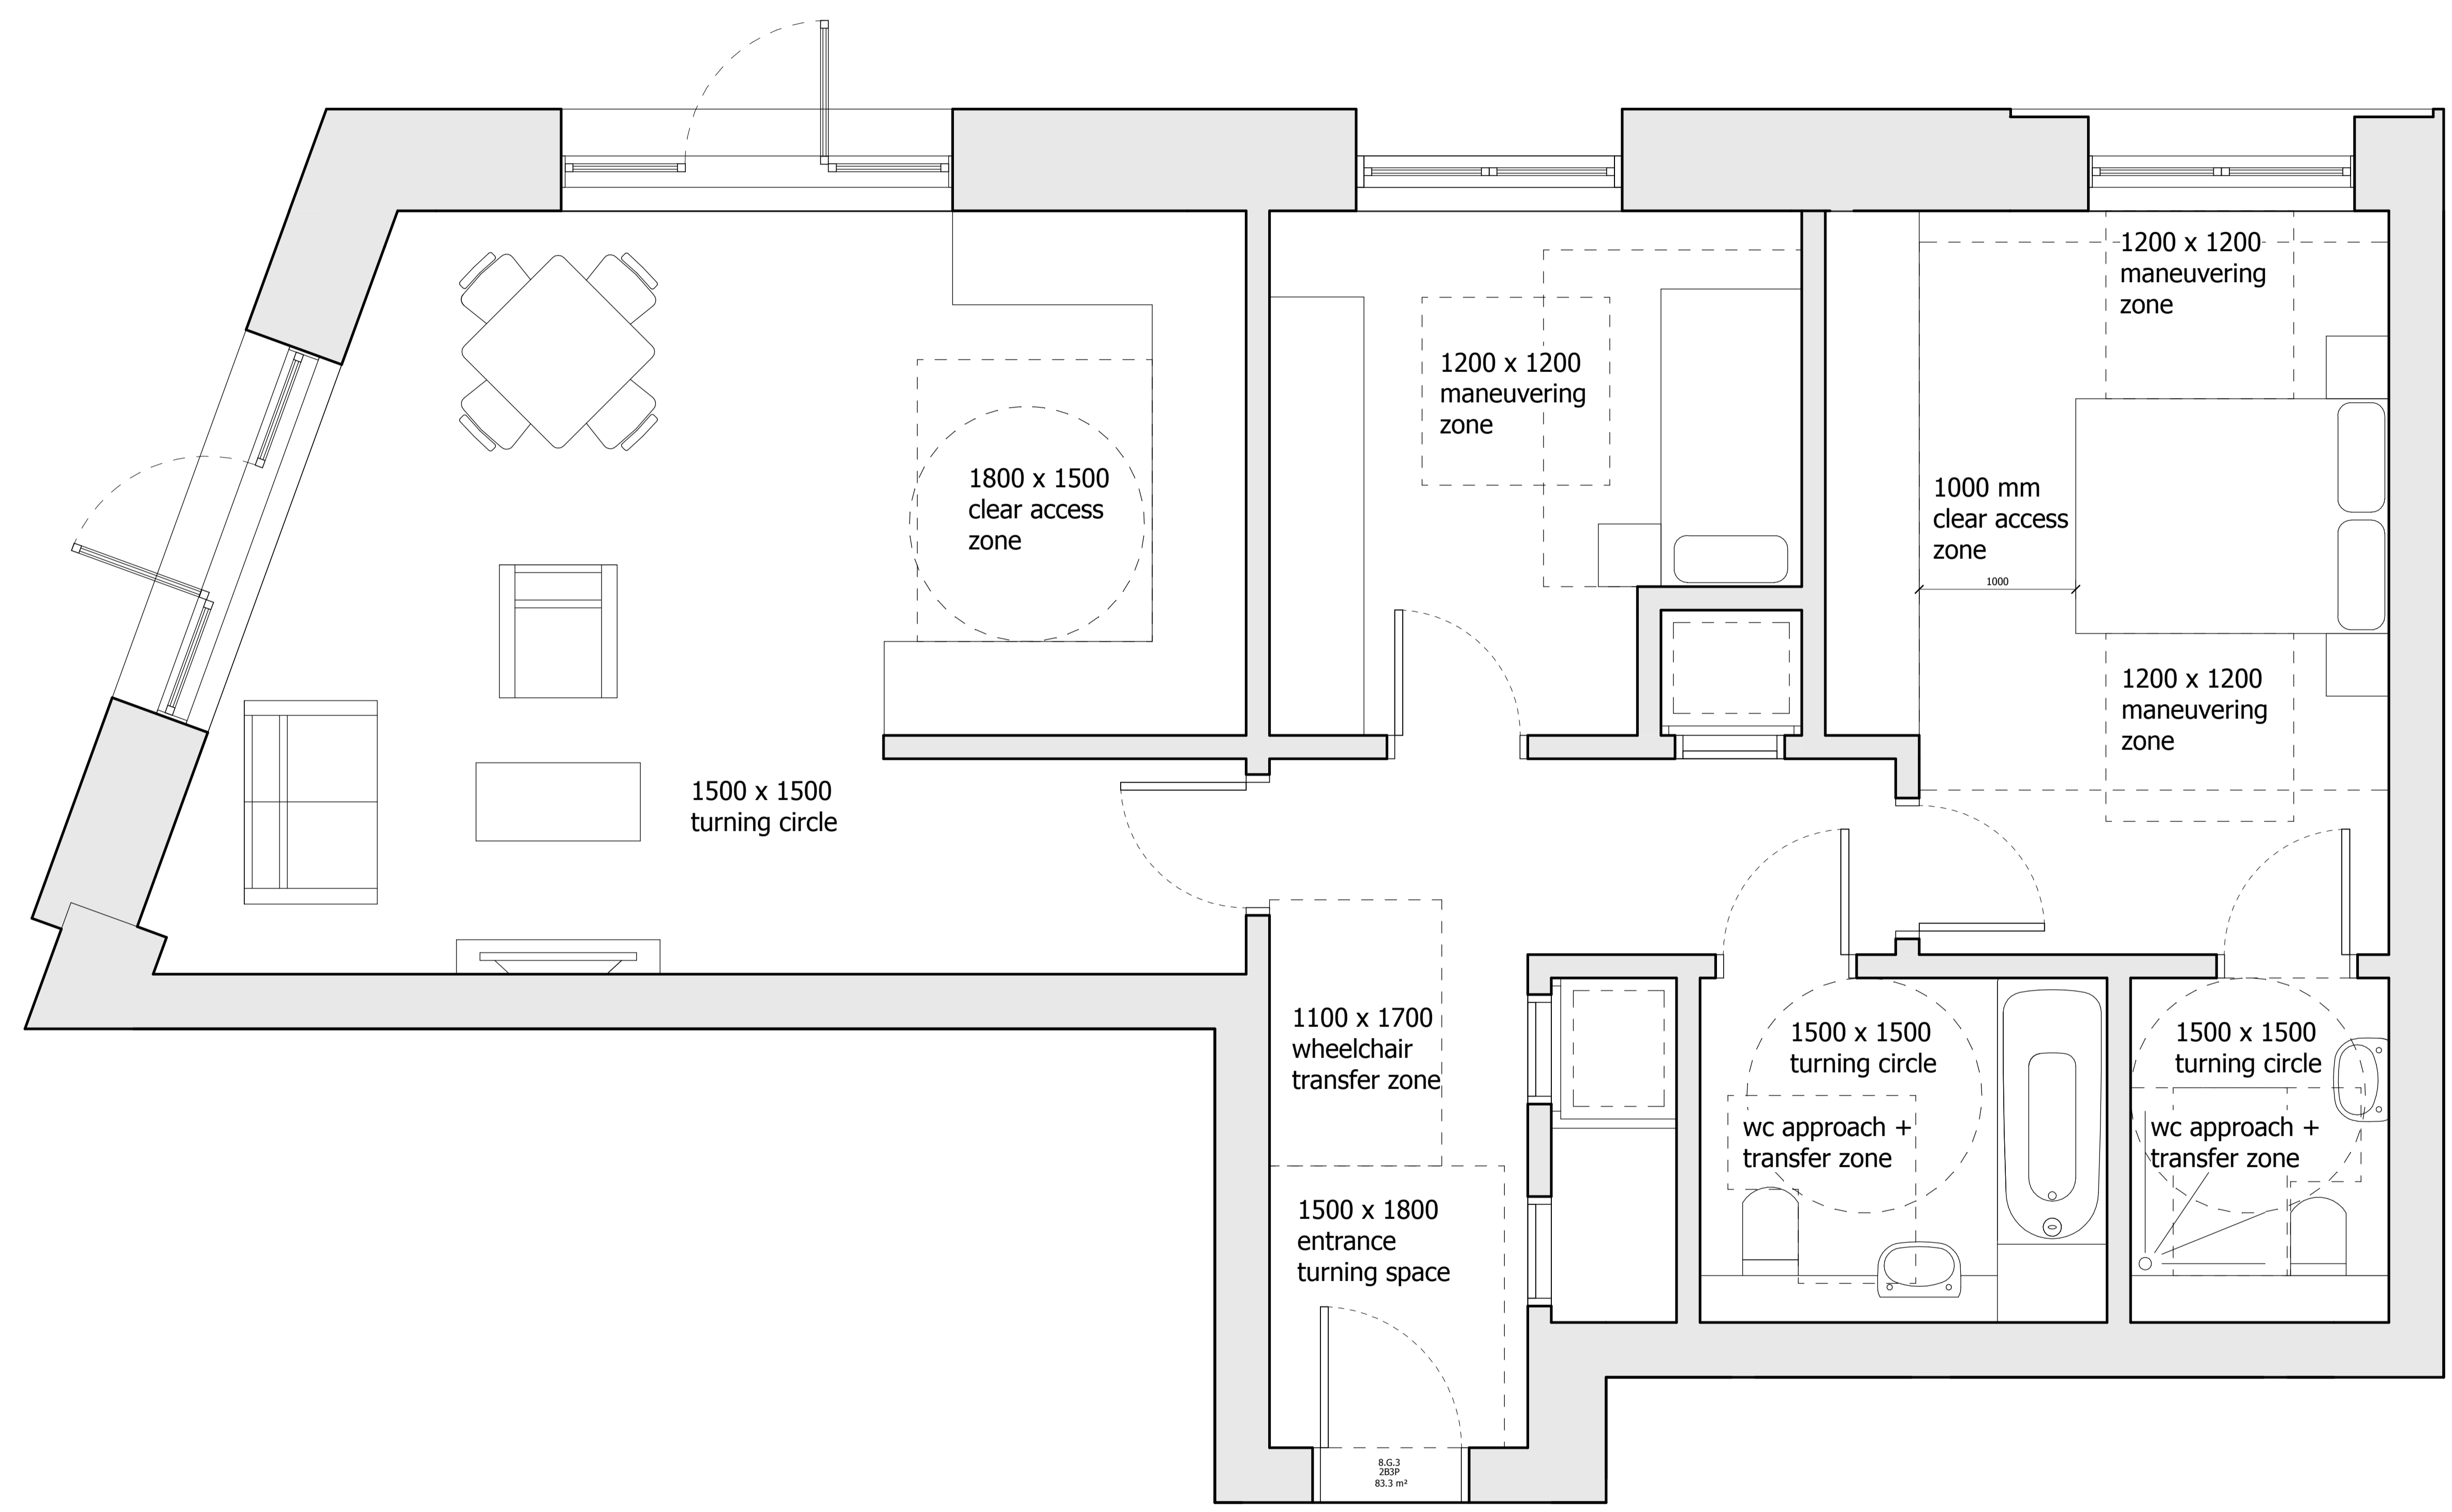 1200 x 1200
maneuvering
zone
1200 x 1200
maneuvering
zone
1800 x 1500
clear access
zone
1000 mm
clear access
zone
1000
1200 x 1200
maneuvering
zone
1500 x 1500
turning circle
1100 x 1700
wheelchair
transfer zone
1500 x 1500
turning circle
1500 x 1500
turning circle
wc approach +
transfer zone
wc approach +
transfer zone
1500 x 1800
entrance
turning space
8.G.3
2B3P
83.3 m²